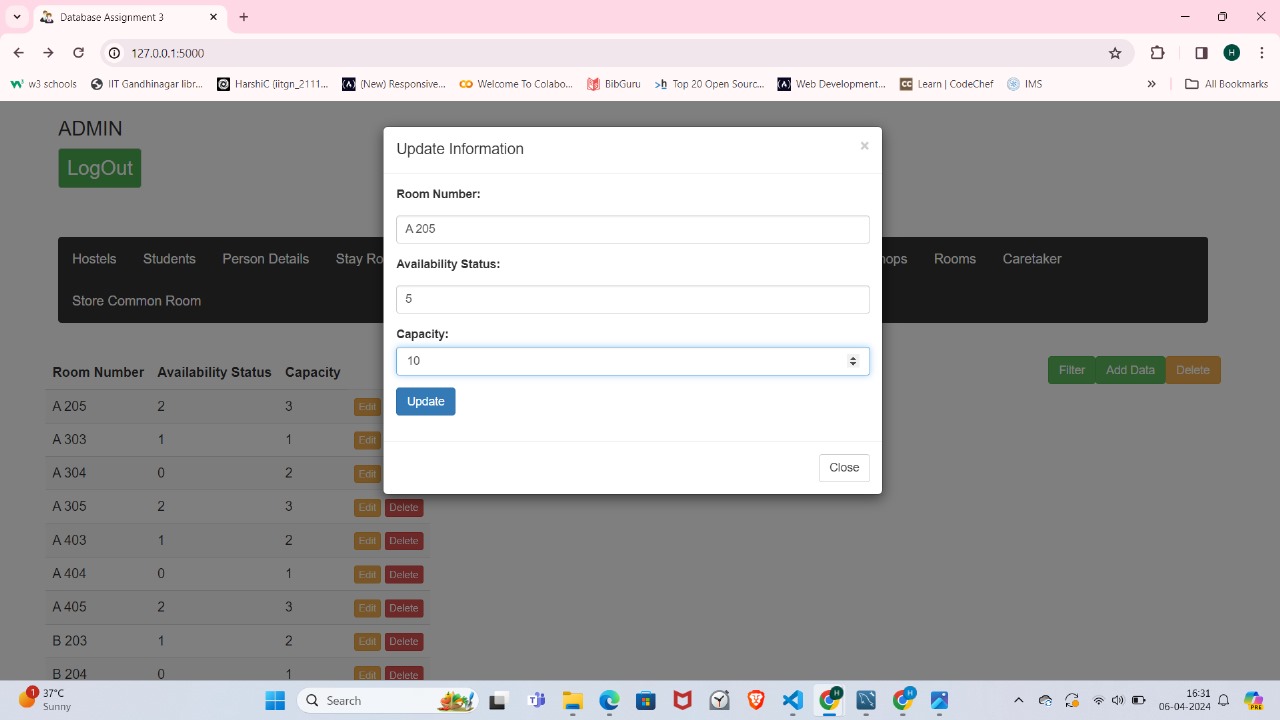 Database Assignment 3
127.0.0.1:5000
H
w3 schools
IIT Gandhinagar libr...
HarshiC (iitgn_2111...
(New) Responsive...
Welcome To Colabo...
BibGuru
Top 20 Open Sourc...
Web Development...
Learn | CodeChef
IMS
All Bookmarks
ADMIN
LogOut
Hostels Students Person Details Stay Ro
hops Rooms Caretaker
Store Common Room
Update Information
×
Room Number:
A 205
Availability Status:
5
Capacity:
10
Update
Close
Filter Add Data Delete
Room Number Availability Status Capacity
A 205 2 3 Edit
A 303 1 1 Edit
A 304 0 2 Edit
A 305 2 3 Edit Delete
A 403 1 2 Edit Delete
A 404 0 1 Edit Delete
A 405 2 3 Edit Delete
B 203 1 2 Edit Delete
B 204 0 1 Edit Delete
1
37°C
Sunny
Search
16:31
06-04-2024